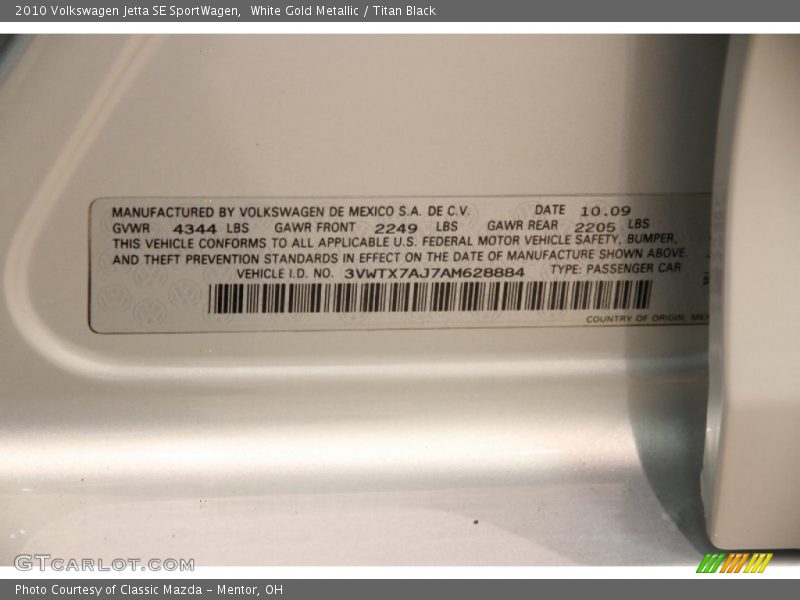 2010 Volkswagen Jetta SE SportWagen,  White Gold Metallic / Titan Black
MANUFACTURED BY VOLKSWAGEN DE MEXICO S.A. DE C.V. DATE 10.09
GVWR 4344 LBS GAWR FRONT 2249 LBS GAWR REAR 2205 LBS
THIS VEHICLE CONFORMS TO ALL APPLICABLE U.S. FEDERAL MOTOR VEHICLE SAFETY, BUMPER,
AND THEFT PREVENTION STANDARDS IN EFFECT ON THE DATE OF MANUFACTURE SHOWN ABOVE.
VEHICLE I.D. NO. 3VWTX7AJ7AM628884 TYPE: PASSENGER CAR
COUNTRY OF ORIGIN
GTCARLOT.COM
Photo Courtesy of Classic Mazda - Mentor, OH